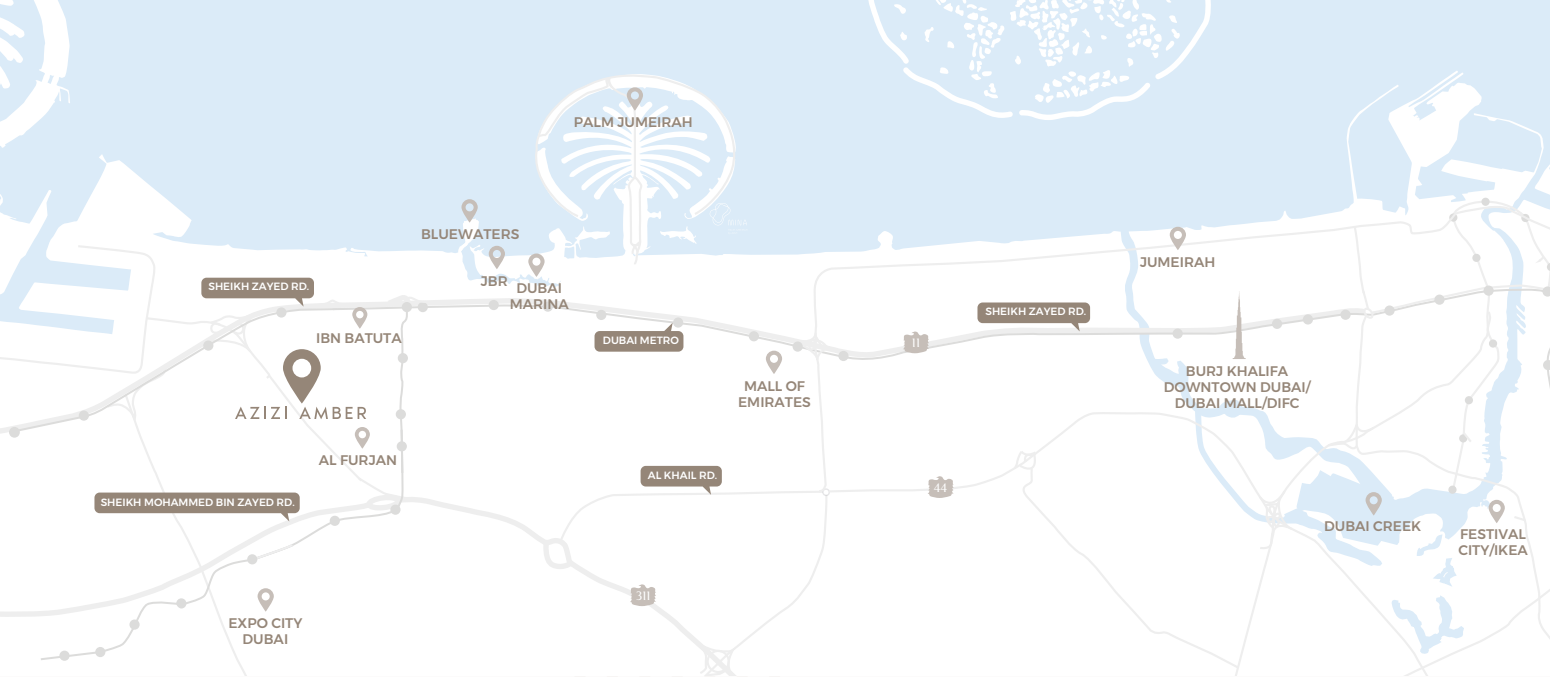 PALM JUMEIRAH
BLUEWATERS
JBR
DUBAI
MARINA
JUMEIRAH
SHEIKH ZAYED RD.
IBN BATUTA
DUBAI METRO
SHEIKH ZAYED RD.
11
MALL OF
EMIRATES
BURJ KHALIFA
DOWNTOWN DUBAI/
DUBAI MALL/DIFC
AZIZI AMBER
AL FURJAN
AL KHAIL RD.
44
SHEIKH MOHAMMED BIN ZAYED RD.
DUBAI CREEK
FESTIVAL
CITY/IKEA
311
EXPO CITY
DUBAI